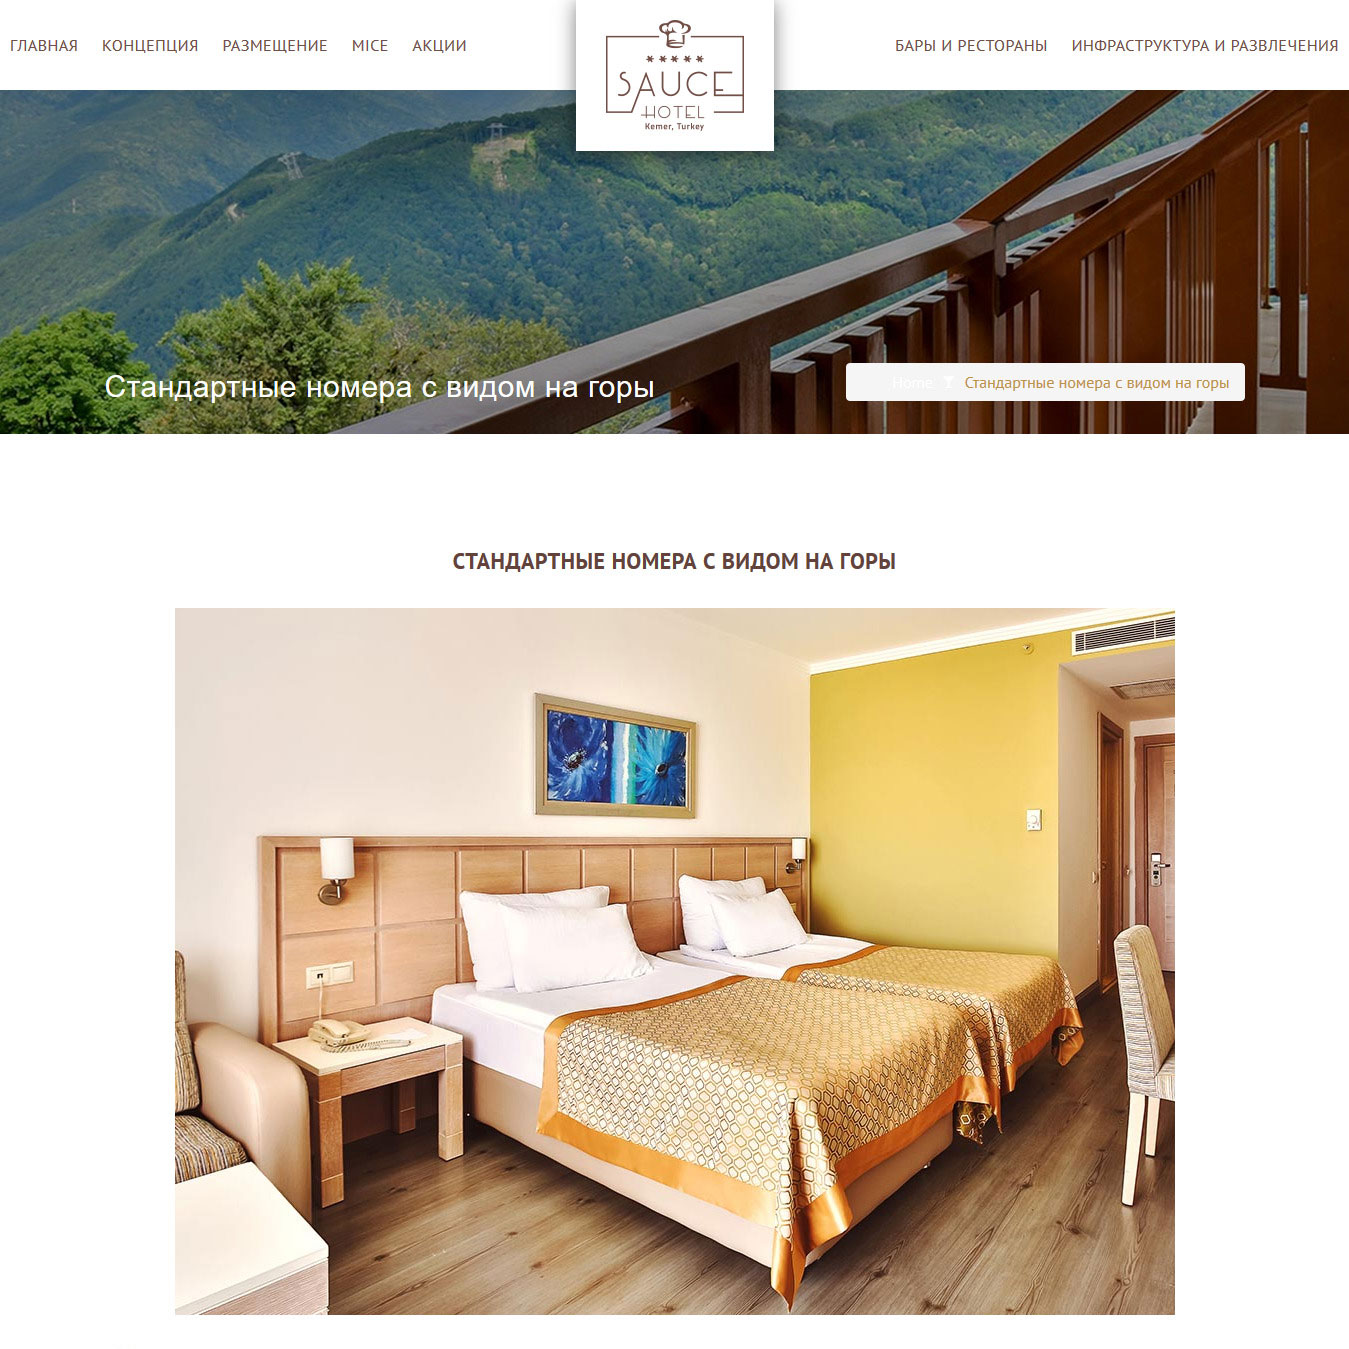 ГЛАВНАЯ КОНЦЕПЦИЯ РАЗМЕЩЕНИЕ MICE АКЦИИ
***** 
SAUCE
HOTEL
Kemer, Turkey
БАРЫ И РЕСТОРАНЫ ИНФРАСТРУКТУРА И РАЗВЛЕЧЕНИЯ
Стандартные номера с видом на горы
Home Стандартные номера с видом на горы
СТАНДАРТНЫЕ НОМЕРА С ВИДОМ НА ГОРЫ